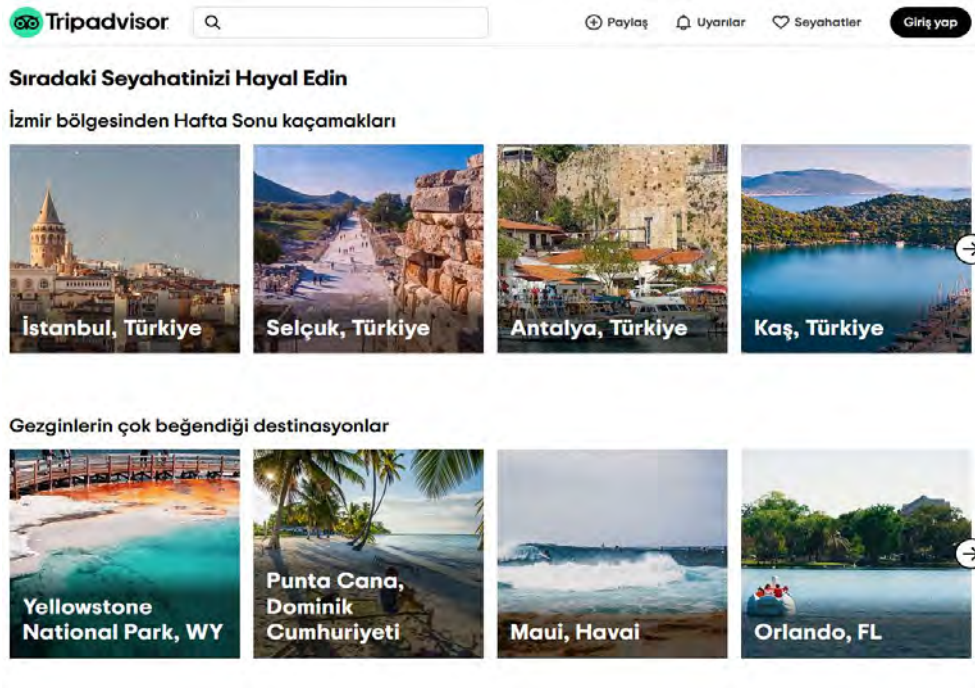 Tripadvisor
Paylaş
Uyarılar
Seyahatler
Giriş yap
Sıradaki Seyahatinizi Hayal Edin
İzmir bölgesinden Hafta Sonu kaçamakları
İstanbul, Türkiye
Selçuk, Türkiye
Antalya, Türkiye
Kaş, Türkiye
Gezginlerin çok beğendiği destinasyonlar
Yellowstone
National Park, WY
Punta Cana,
Dominik
Cumhuriyeti
Maui, Havai
Orlando, FL